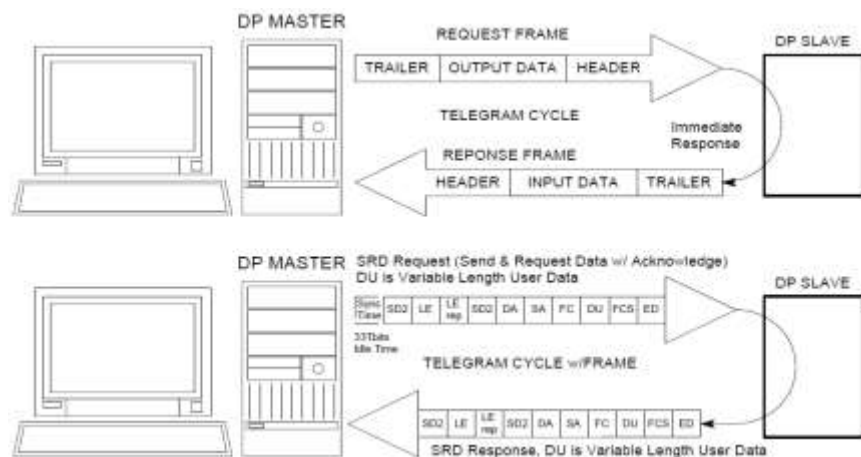 DP MASTER
REQUEST FRAME
DP SLAVE
TRAILER OUTPUT DATA HEADER
TELEGRAM CYCLE
Immediate
Response
REPONSE FRAME
HEADER INPUT DATA TRAILER
DP MASTER
SRD Request (Send & Request Data w/ Acknowledge)
DU is Variable Length User Data
DP SLAVE
Sync Time SD2 LE LE rep SD2 DA SA FC DU FCS ED
33Tbits
Idle Time
TELEGRAM CYCLE w/FRAME
SD2 LE LE rep SD2 DA SA FC DU FCS ED
SRD Response, DU is Variable Length User Data